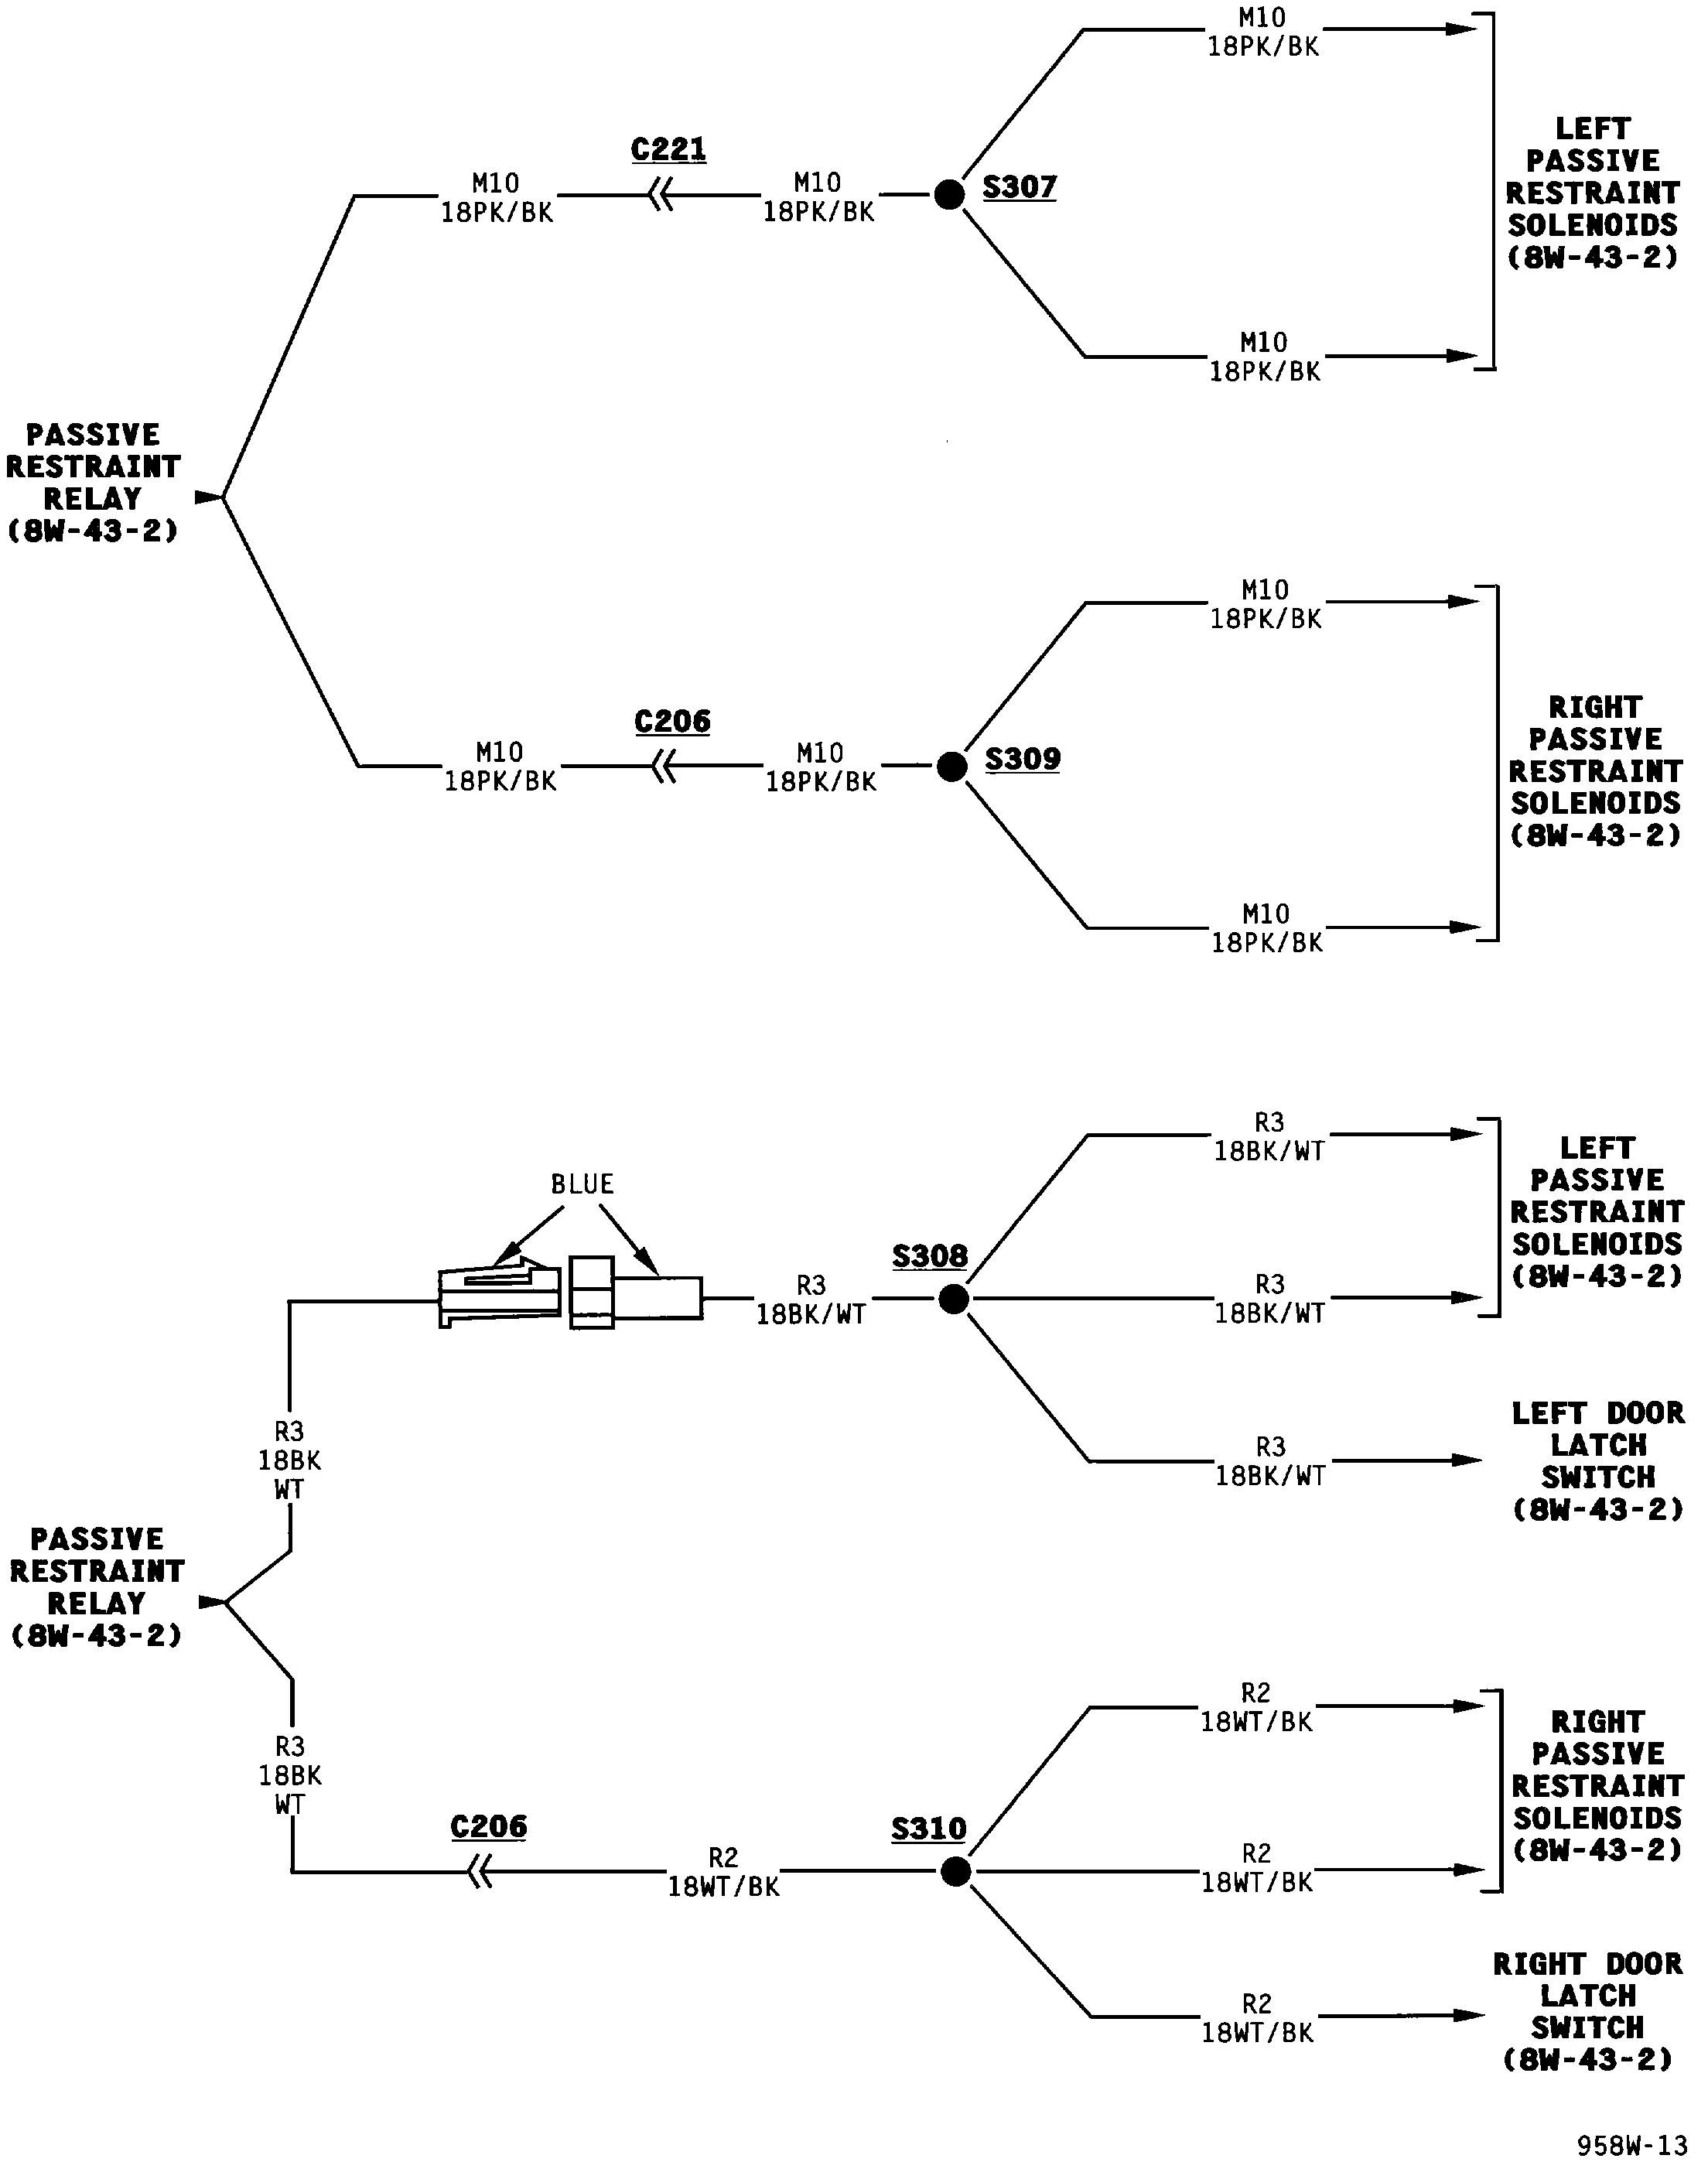 M10
18PK/BK
C221
M10
18PK/BK
M10
18PK/BK
S307
M10
18PK/BK
LEFT
PASSIVE
RESTRAINT
SOLENOIDS
(8W-43-2)
PASSIVE
RESTRAINT
RELAY
(8W-43-2)
M10
18PK/BK
C206
M10
18PK/BK
M10
18PK/BK
S309
M10
18PK/BK
RIGHT
PASSIVE
RESTRAINT
SOLENOIDS
(8W-43-2)
R3
18BK/WT
BLUE
R3
18BK/WT
S308
R3
18BK/WT
LEFT
PASSIVE
RESTRAINT
SOLENOIDS
(8W-43-2)
R3
18BK/WT
LEFT DOOR
LATCH
SWITCH
(8W-43-2)
R3
18BK
WT
PASSIVE
RESTRAINT
RELAY
(8W-43-2)
R3
18BK
WT
C206
R2
18WT/BK
S310
R2
18WT/BK
R2
18WT/BK
RIGHT
PASSIVE
RESTRAINT
SOLENOIDS
(8W-43-2)
R2
18WT/BK
RIGHT DOOR
LATCH
SWITCH
(8W-43-2)
958W-13